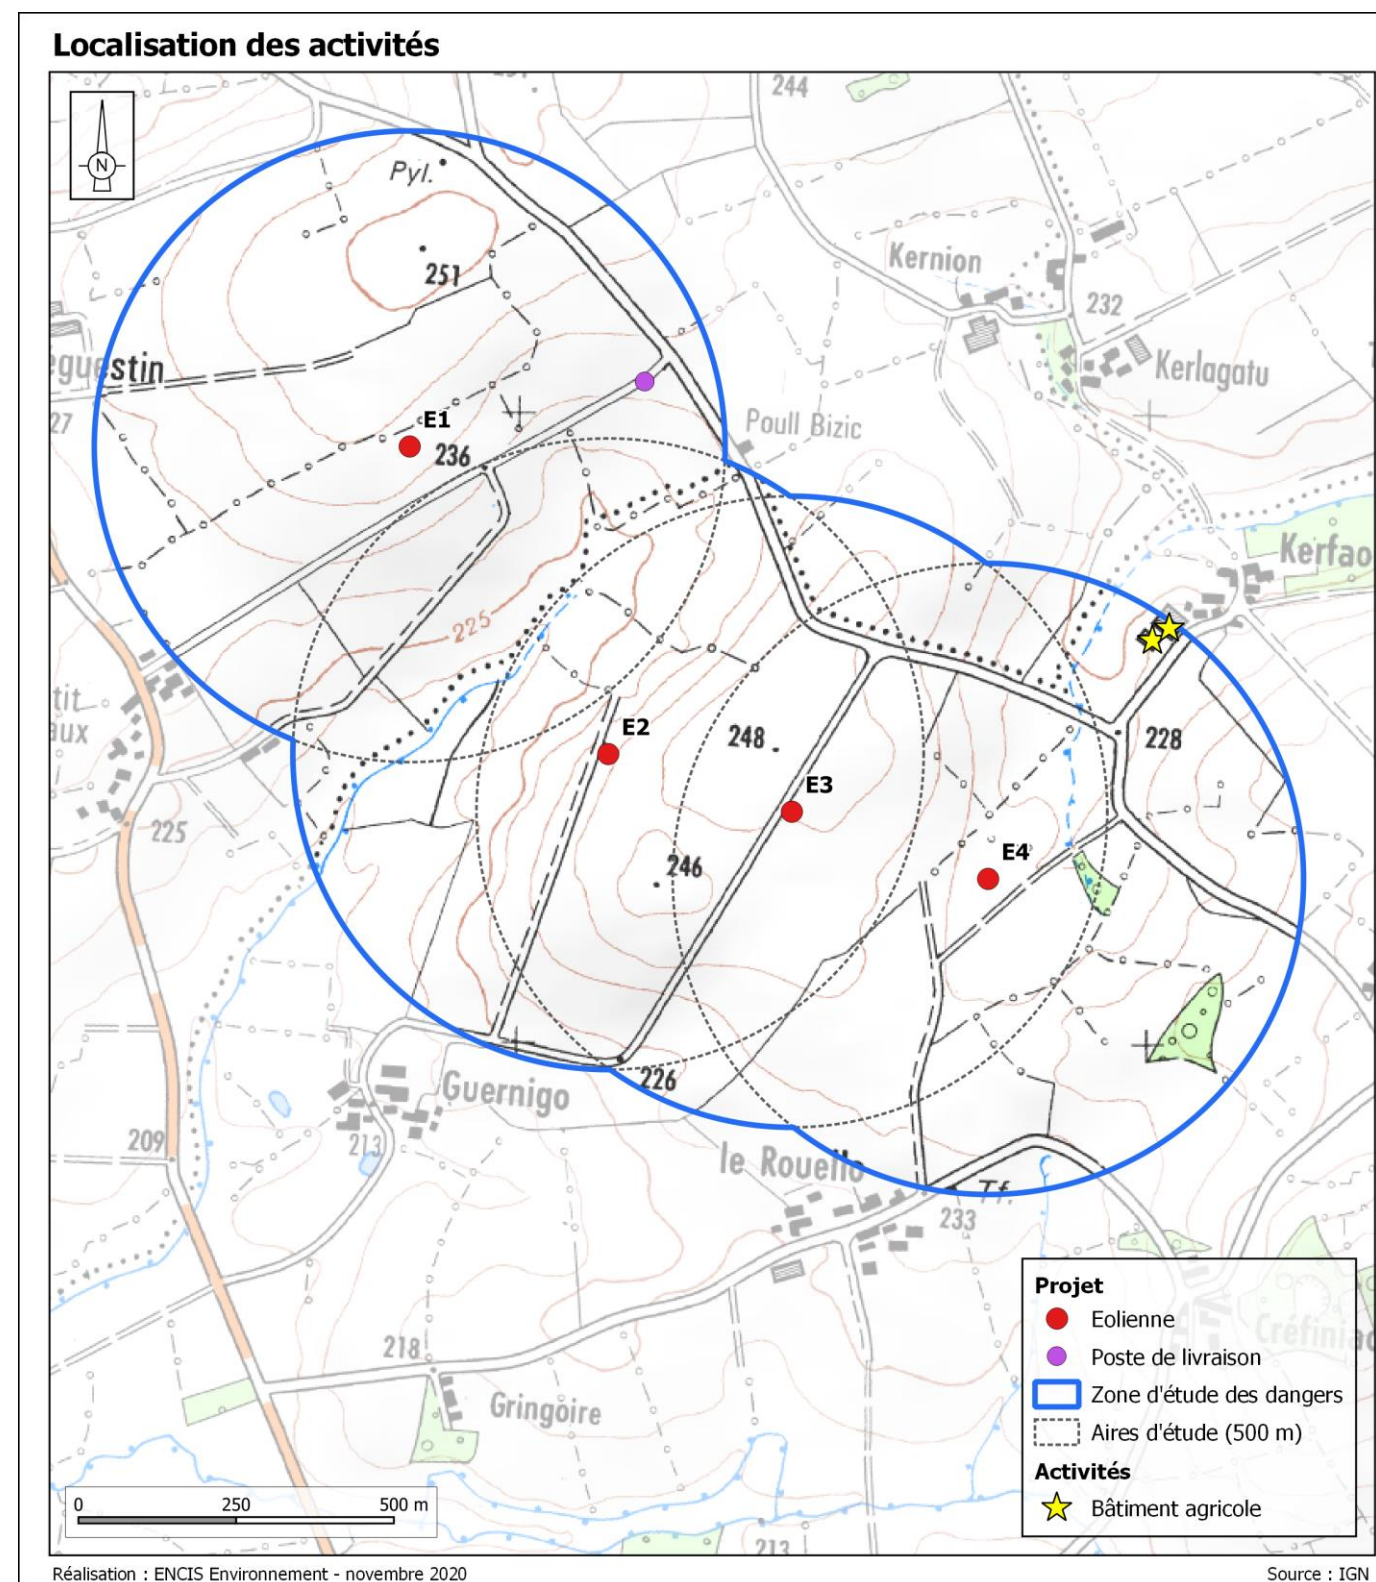 Localisation des activités
244
N
Pyl.
251
Kernion
232
Kerlagatu
stin
27
E1
236
Poull Bizic
Kerfao
225
228
E2
248
E3
225
246
E4
226
Guernigo
213
209
le Rouello
Tf.
233
218
Gringoire
213
Projet
Eolienne
Poste de livraison
Zone d'étude des dangers
Aires d'étude (500 m)
Activités
Bâtiment agricole
0 250 500 m
Réalisation : ENCIS Environnement - novembre 2020
Source : IGN